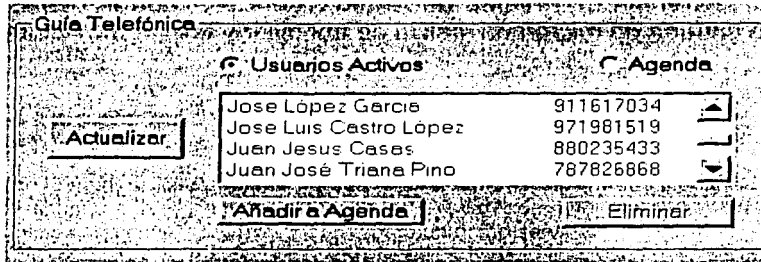 Guía Telefónica
Usuarios Activos Agenda
Jose López Garcia 911617034
Jose Luis Castro López 971981519
Actualizar
Juan Jesus Casas 880235433
Juan José Triana Pino 787826868
Añadir a Agenda Eliminar